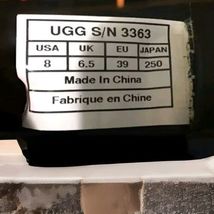 UGG S/N 3363
USA UK EU JAPAN
8 6.5 39 250
Made In China
Fabrique en Chine